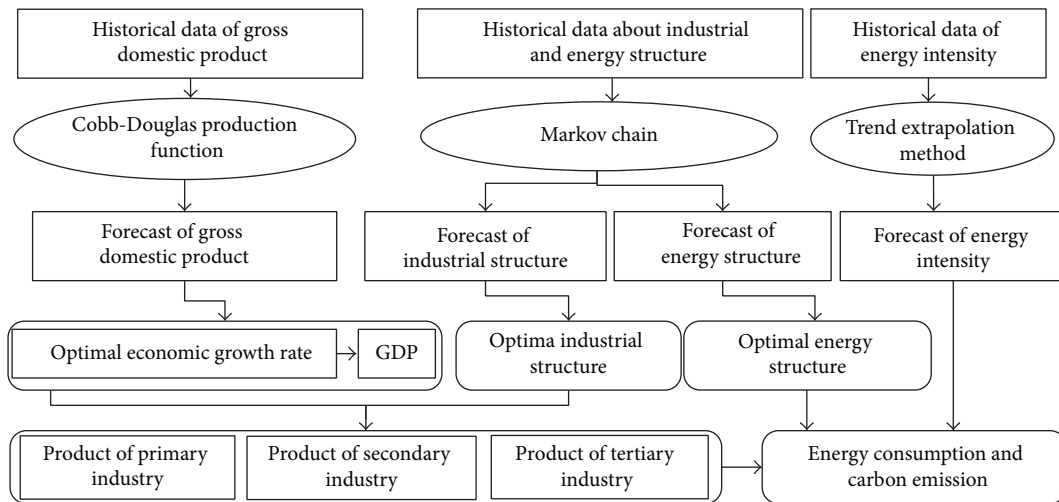 Historical data of gross
domestic product
Historical data about industrial
and energy structure
Historical data of
energy intensity
Cobb-Douglas production
function
Markov chain
Trend extrapolation
method
Forecast of gross
domestic product
Forecast of
industrial structure
Forecast of
energy structure
Forecast of energy
intensity
Optimal economic growth rate
GDP
Optima industrial
structure
Optimal energy
structure
Product of primary
industry
Product of secondary
industry
Product of tertiary
industry
Energy consumption and
carbon emission